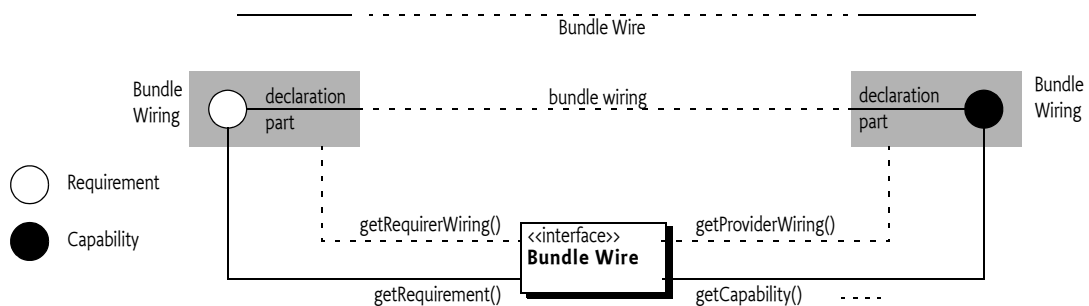 Bundle Wire
Bundle
Wiring
declaration
part
bundle wiring
declaration
part
Bundle
Wiring
Requirement
Capability
getRequirerWiring()
<<interface>>
Bundle Wire
getProviderWiring()
getRequirement()
getCapability()